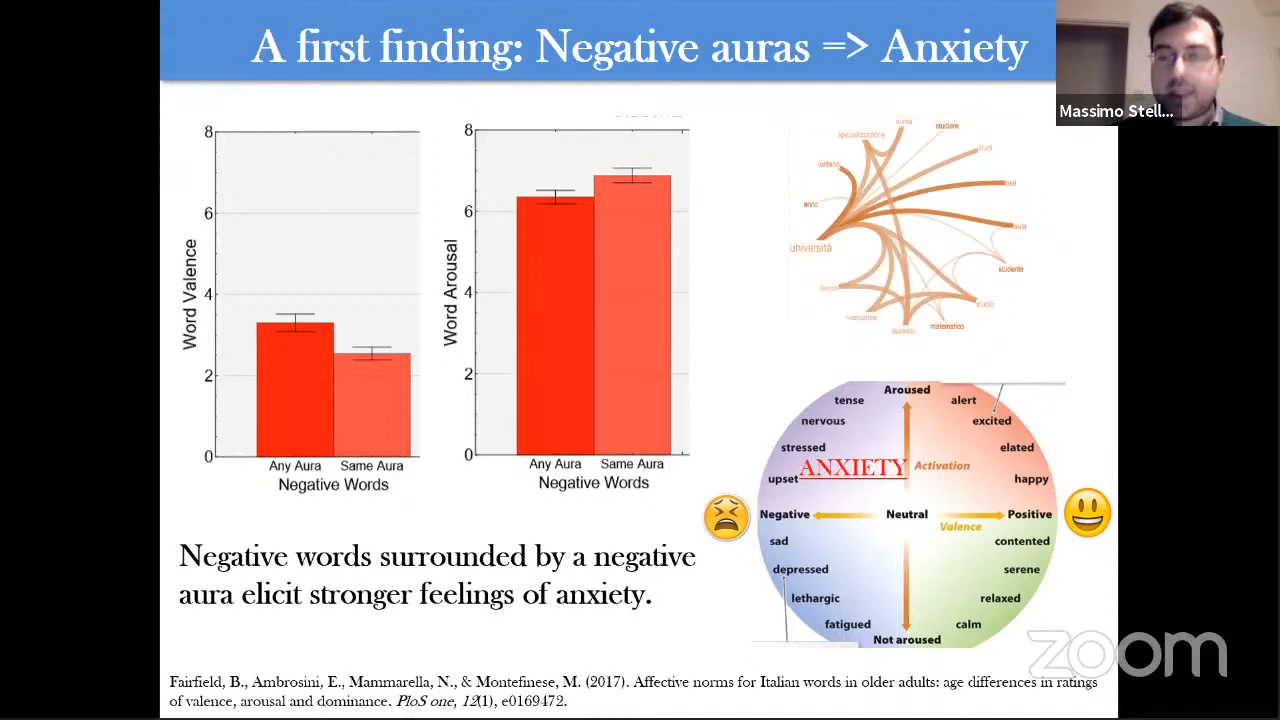 A first finding: Negative auras => Anxiety
Massimo Stell...
8
6
4
2
0
Word Valence
Any Aura
Same Aura
Negative Words
8
6
4
2
0
Word Arousal
Any Aura
Same Aura
Negative Words
specializzazione
studiare
studi
lontano
test
anno
aula
università
studente
lavoro
studio
ricercatore
laureato
matematico
Aroused
tense
alert
nervous
excited
stressed
elated
ANXIETY
Activation
upset
happy
Negative
Neutral
Positive
Valence
sad
contented
depressed
serene
lethargic
relaxed
fatigued
calm
Not aroused
Negative words surrounded by a negative
aura elicit stronger feelings of anxiety.
zoom
Fairfield, B., Ambrosini, E., Mammarella, N., & Montefinese, M. (2017). Affective norms for Italian words in older adults: age differences in ratings
of valence, arousal and dominance. PloS one, 12(1), e0169472.